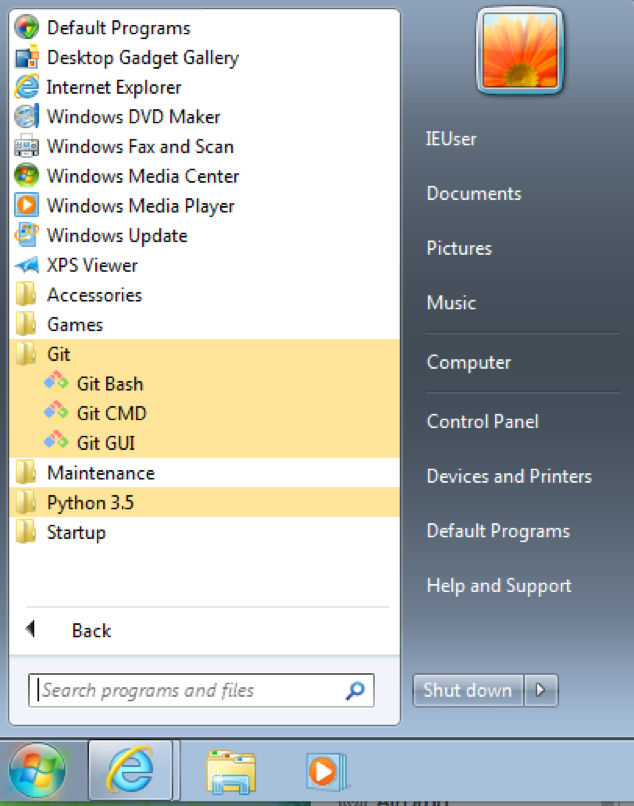 Default Programs
Desktop Gadget Gallery
Internet Explorer
Windows DVD Maker
Windows Fax and Scan
Windows Media Center
Windows Media Player
Windows Update
XPS Viewer
Accessories
Games
Git
Git Bash
Git CMD
Git GUI
Maintenance
Python 3.5
Startup
Back
Search programs and files
IEUser
Documents
Pictures
Music
Computer
Control Panel
Devices and Printers
Default Programs
Help and Support
Shut down